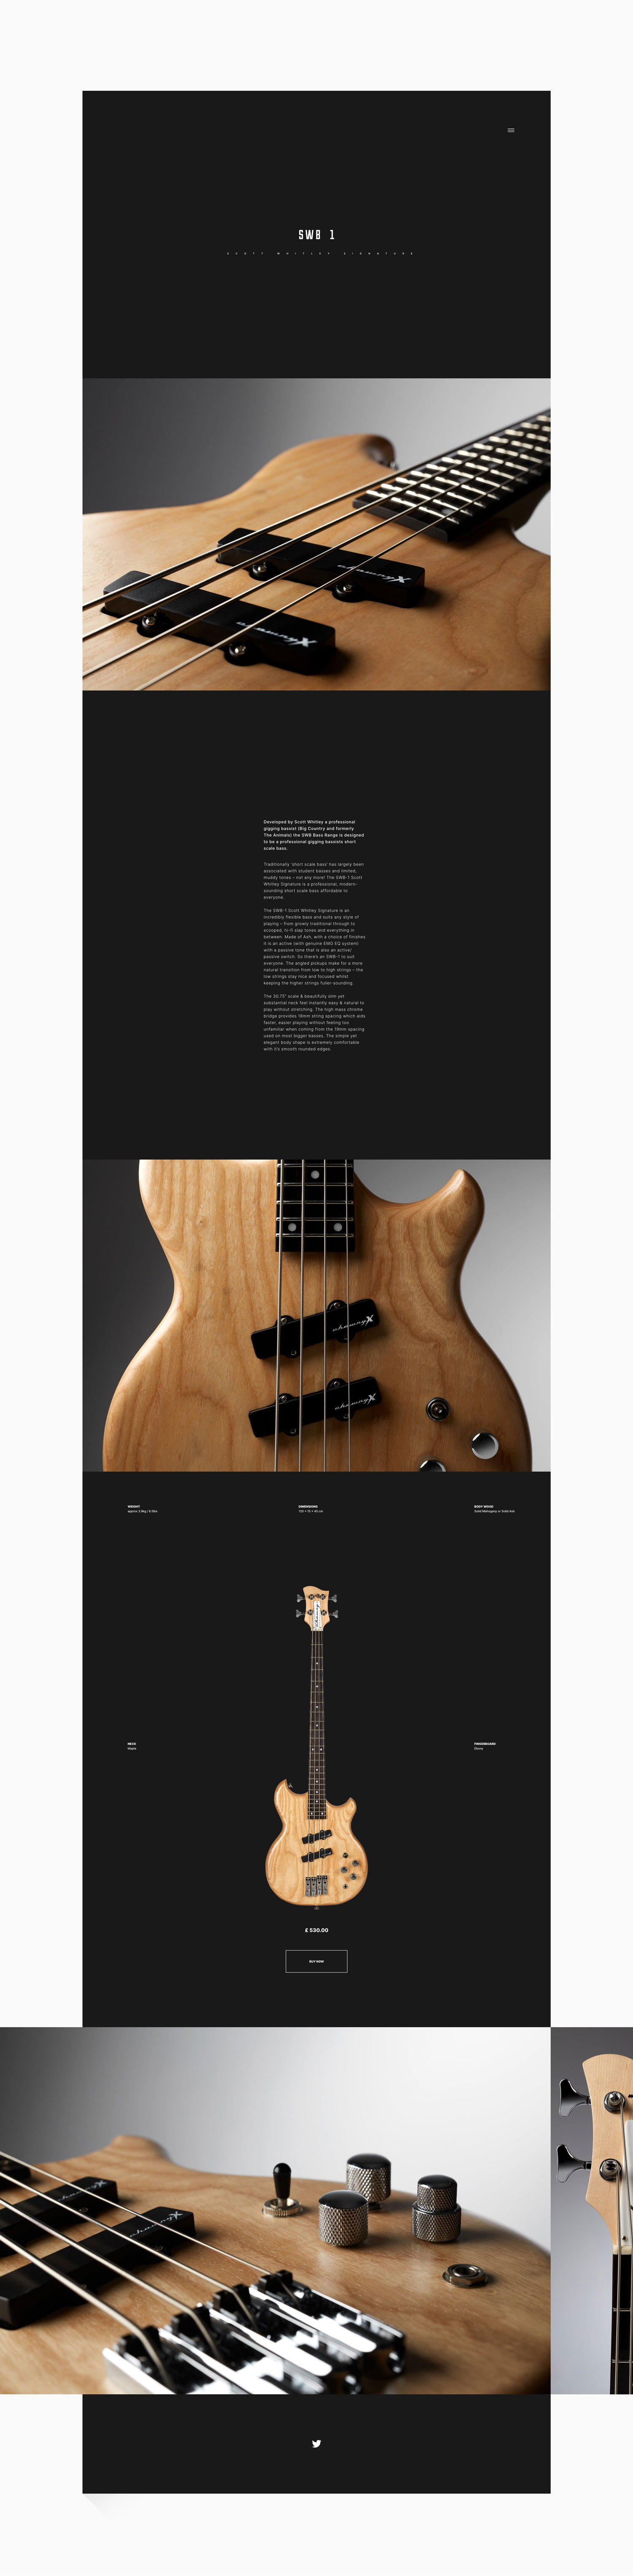 SWB 1
SCOTT WHITLEY SIGNATURE
Developed by Scott Whitley a professional
gigging bassist (Big Country and formerly
The Animals) the SWB Bass Range is designed
to be a professional gigging bassists short
scale bass.
Traditionally 'short scale bass' has largely been
associated with student basses and limited,
muddy tones – not any more! The SWB-1 Scott
Whitley Signature is a professional, modern-
sounding short scale bass affordable to
everyone.
The SWB-1 Scott Whitley Signature is an
incredibly flexible bass and suits any style of
playing – from growly traditional through to
scooped, hi-fi slap tones and everything in
between. Made of Ash, with a choice of finishes
it is an active (with genuine EMG EQ system)
with a passive tone that is also an active/
passive switch. So there's an SWB-1 to suit
everyone. The angled pickups make for a more
natural transition from low to high strings – the
low strings stay nice and focused whilst
keeping the higher strings fuller-sounding.
The 30.75" scale & beautifully slim yet
substantial neck feel instantly easy & natural to
play without stretching. The high mass chrome
bridge provides 18mm string spacing which aids
faster, easier playing without feeling too
unfamiliar when coming from the 19mm spacing
used on most bigger basses. The simple yet
elegant body shape is extremely comfortable
with it's smooth rounded edges.
WEIGHT
DIMENSIONS
BODY WOOD
Solid Mahogany or Solid Ash
NECK
Maple
FINGERBOARD
Ebony
£ 530.00
BUY NOW